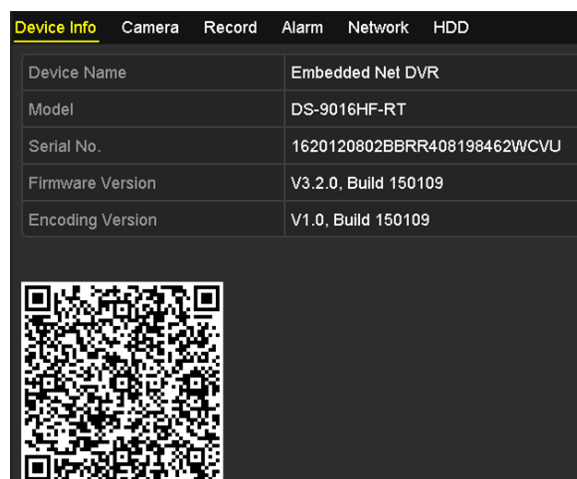 Device Info Camera Record Alarm Network HDD
Device Name Embedded Net DVR
Model DS-9016HF-RT
Serial No. 1620120802BBRR408198462WCVU
Firmware Version V3.2.0, Build 150109
Encoding Version V1.0, Build 150109